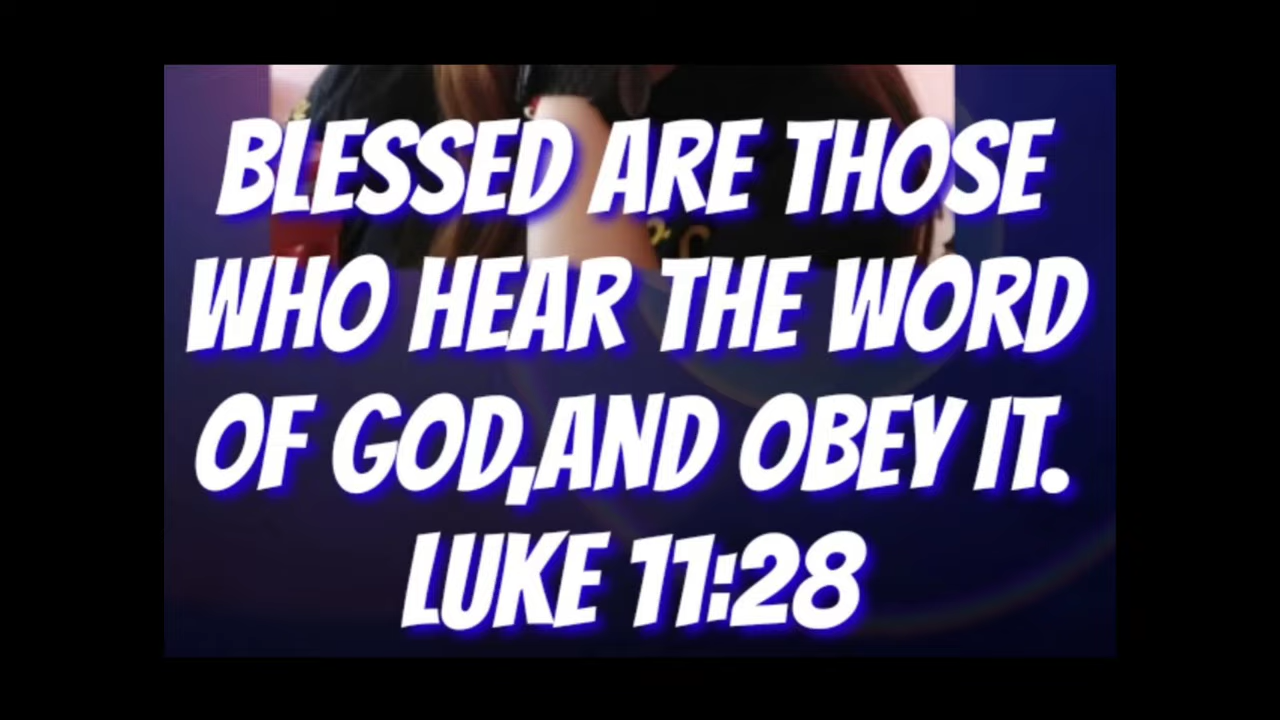 BLESSED ARE THOSE
WHO HEAR THE WORD
OF GOD,AND OBEY IT.
LUKE 11:28